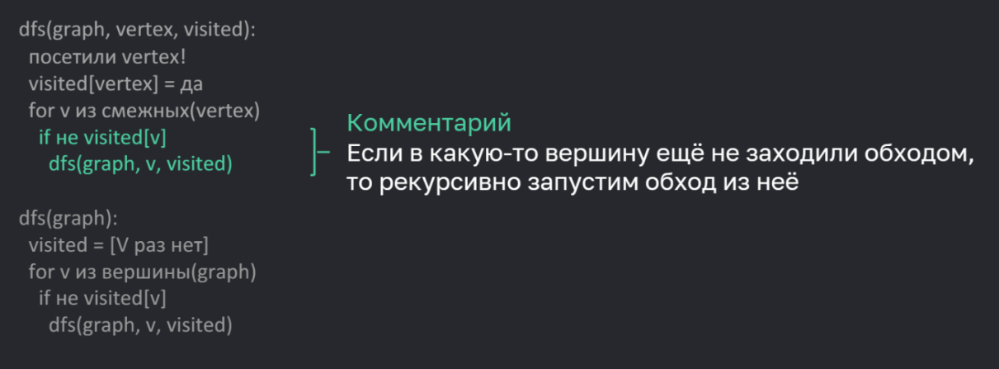 dfs(graph, vertex, visited):
посетили vertex!
visited[vertex] = да
for v из смежных(vertex)
if не visited[v]
dfs(graph, v, visited)
Комментарий
Если в какую-то вершину ещё не заходили обходом,
то рекурсивно запустим обход из неё
dfs(graph):
visited = [V раз нет]
for v из вершины(graph)
if не visited[v]
dfs(graph, v, visited)